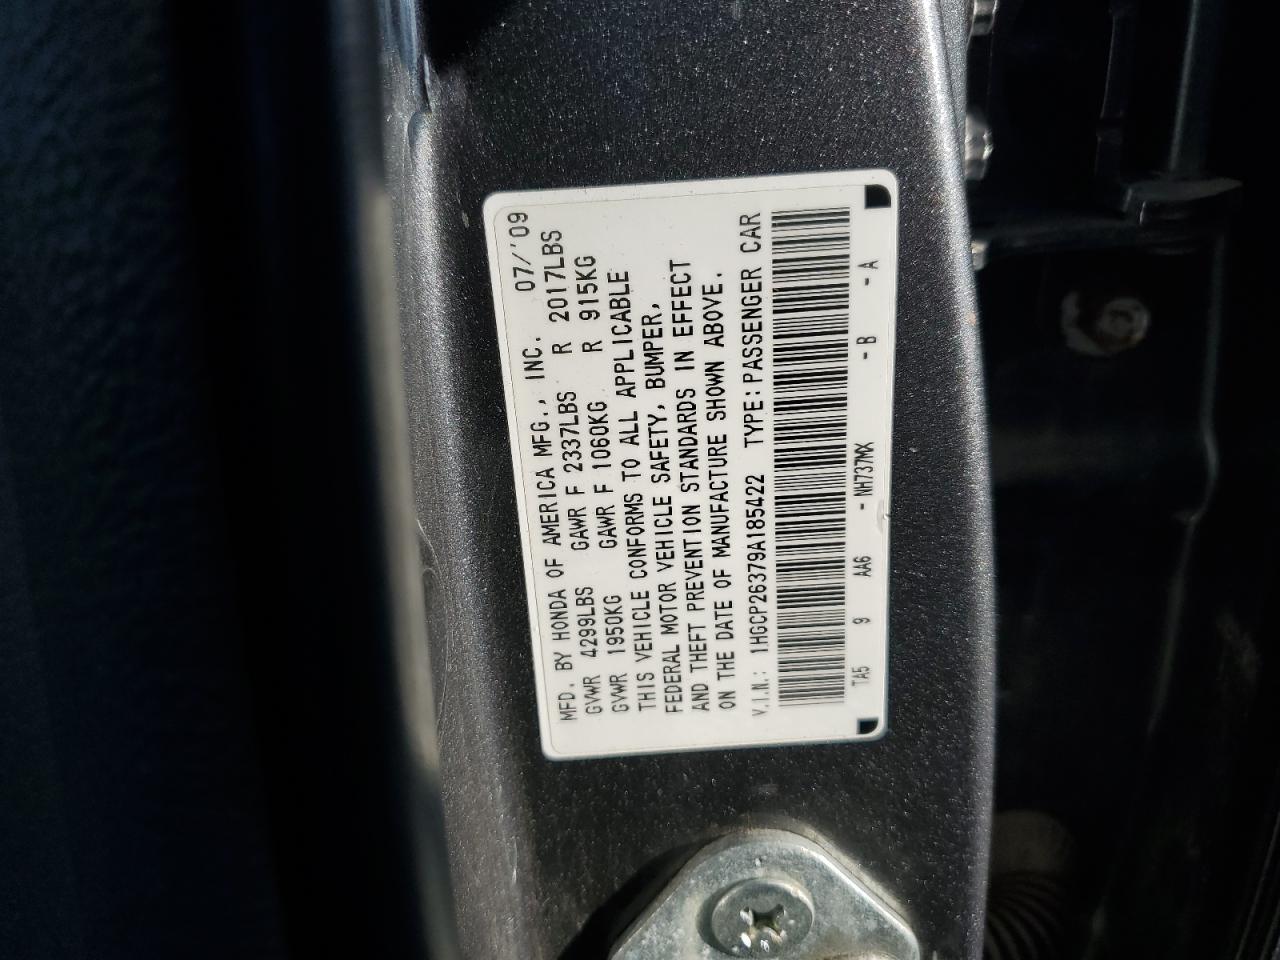 MFD. BY HONDA OF AMERICA MFG., INC. 07/'09
GVWR 4299LBS GAWR F 2337LBS R 2017LBS
GVWR 1950KG GAWR F 1060KG R 915KG
THIS VEHICLE CONFORMS TO ALL APPLICABLE
FEDERAL MOTOR VEHICLE SAFETY, BUMPER,
AND THEFT PREVENTION STANDARDS IN EFFECT
ON THE DATE OF MANUFACTURE SHOWN ABOVE.
V.I.N.: 1HGCP26379A185422 TYPE:PASSENGER CAR
TA5 9 AA6 -NH737MX -B -A